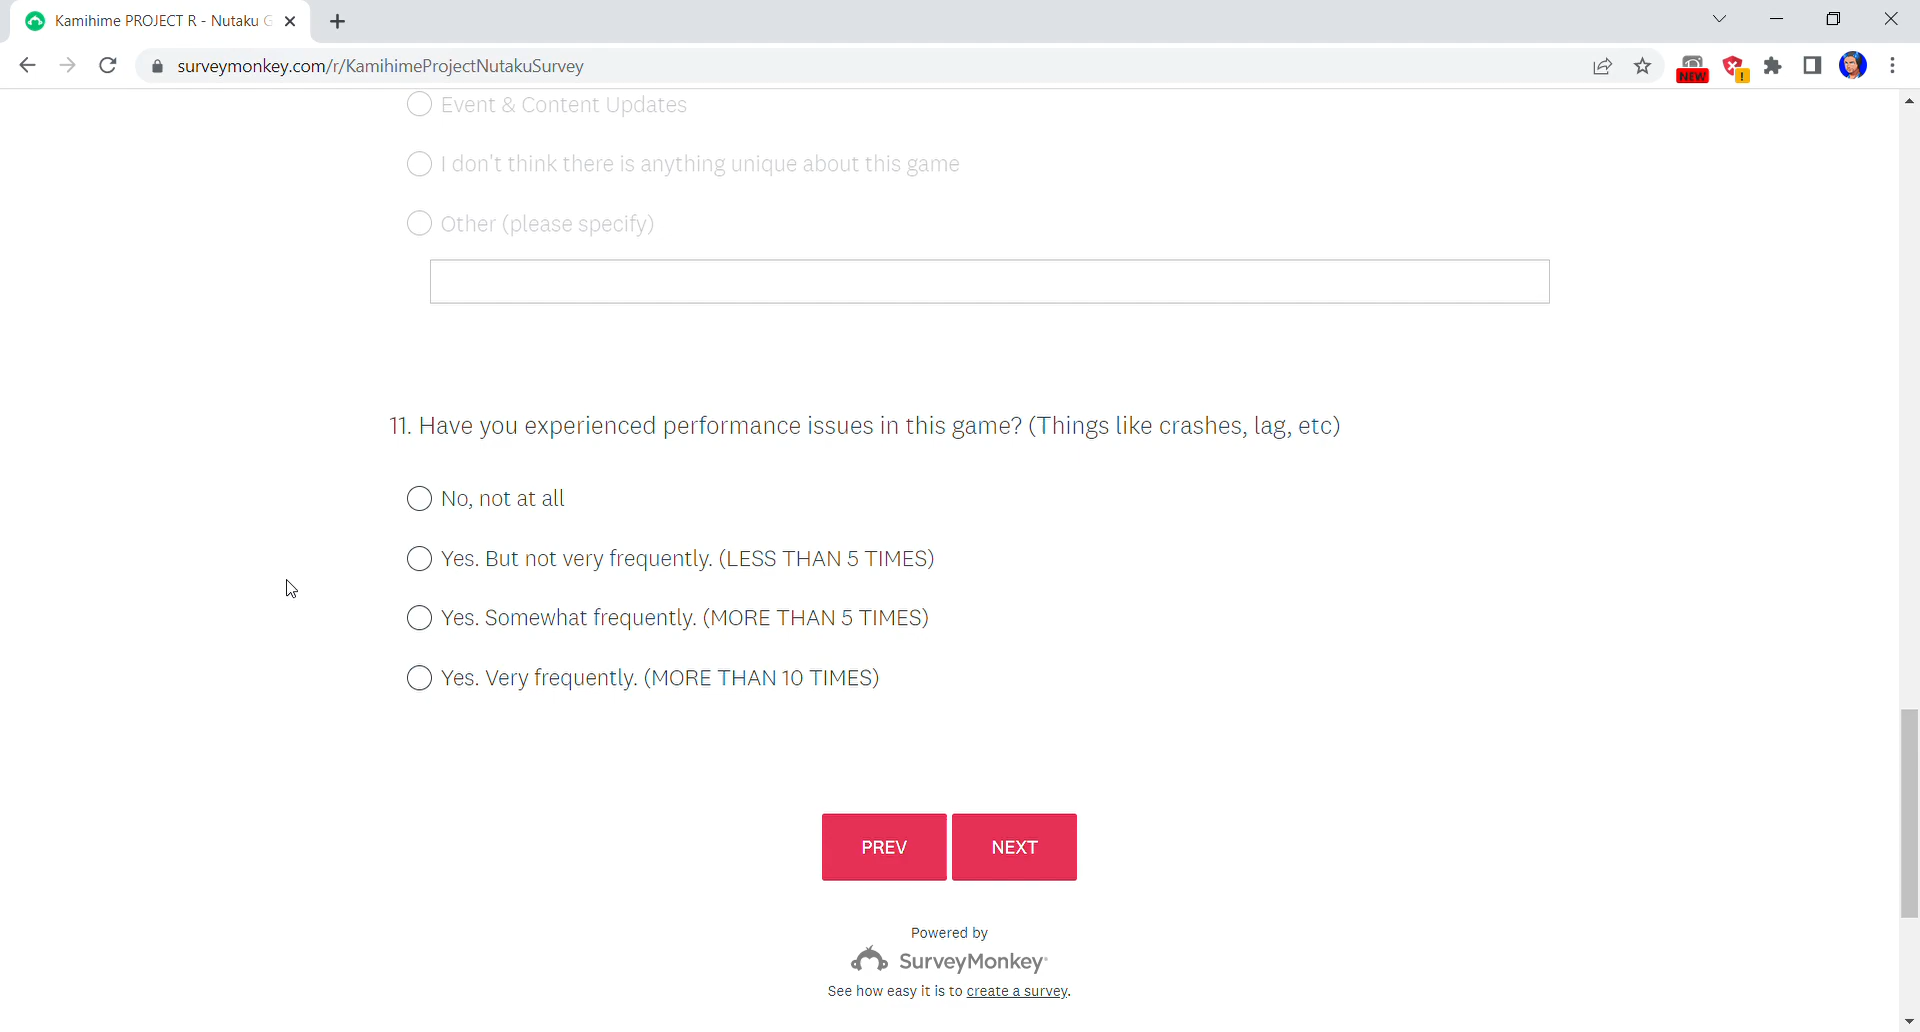 Kamihime PROJECT R - Nutaku G
surveymonkey.com/r/KamihimeProjectNutakuSurvey
NEW
Event & Content Updates
I don't think there is anything unique about this game
Other (please specify)
11. Have you experienced performance issues in this game? (Things like crashes, lag, etc)
No, not at all
Yes. But not very frequently. (LESS THAN 5 TIMES)
Yes. Somewhat frequently. (MORE THAN 5 TIMES)
Yes. Very frequently. (MORE THAN 10 TIMES)
PREV NEXT
Powered by
SurveyMonkey
See how easy it is to create a survey.